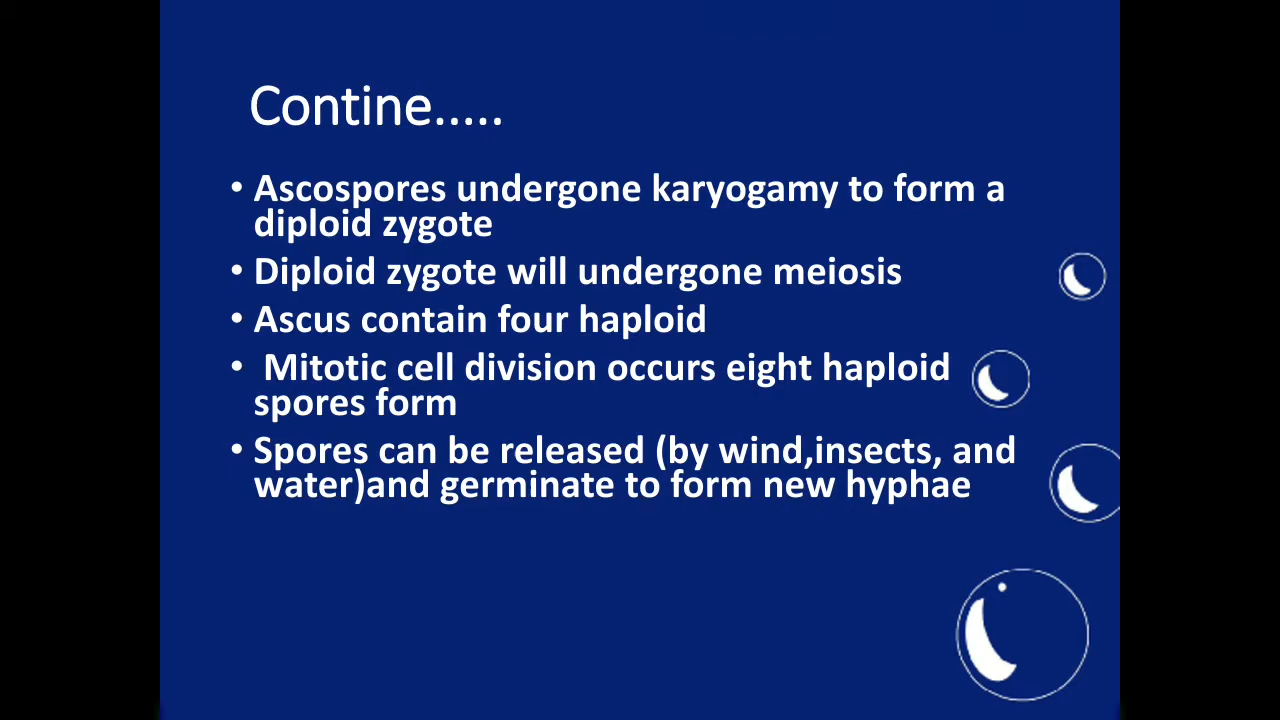 Contine.....
• Ascospores undergone karyogamy to form a
diploid zygote
• Diploid zygote will undergone meiosis
• Ascus contain four haploid
• Mitotic cell division occurs eight haploid
spores form
• Spores can be released (by wind,insects, and
water)and germinate to form new hyphae